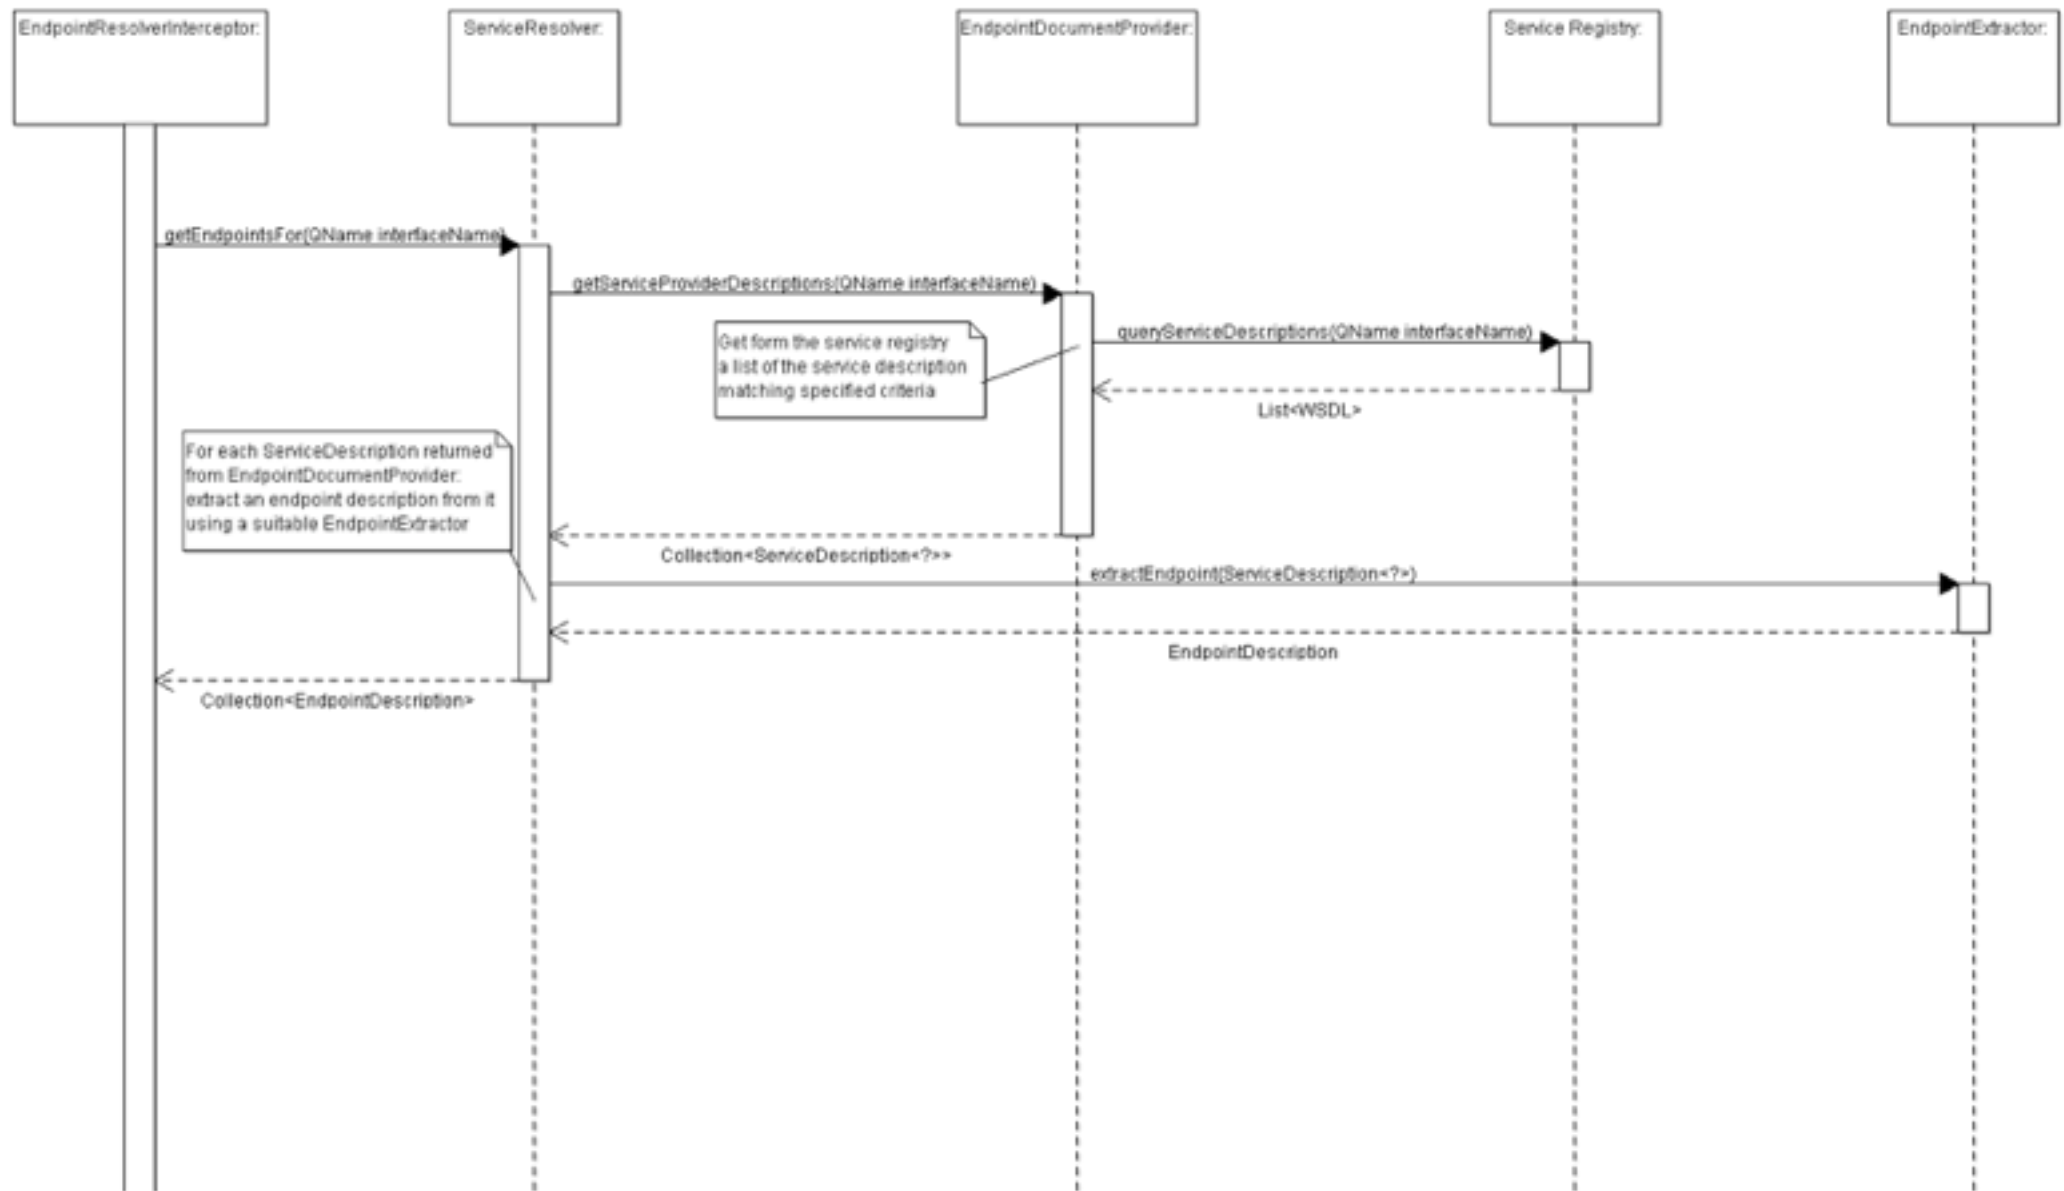 EndpointResolverInterceptor:
ServiceResolver:
EndpointDocumentProvider:
Service Registry:
EndpointExtractor:
getEndpointsFor(QName interfaceName)
getServiceProviderDescriptions(QName interfaceName)
queryServiceDescriptions(QName interfaceName)
Get form the service registry
a list of the service description
matching specified criteria
List<WSDL>
For each ServiceDescription returned
from EndpointDocumentProvider:
extract an endpoint description from it
using a suitable EndpointExtractor
Collection<ServiceDescription<?>>
extractEndpoint(ServiceDescription<?>)
EndpointDescription
Collection<EndpointDescription>